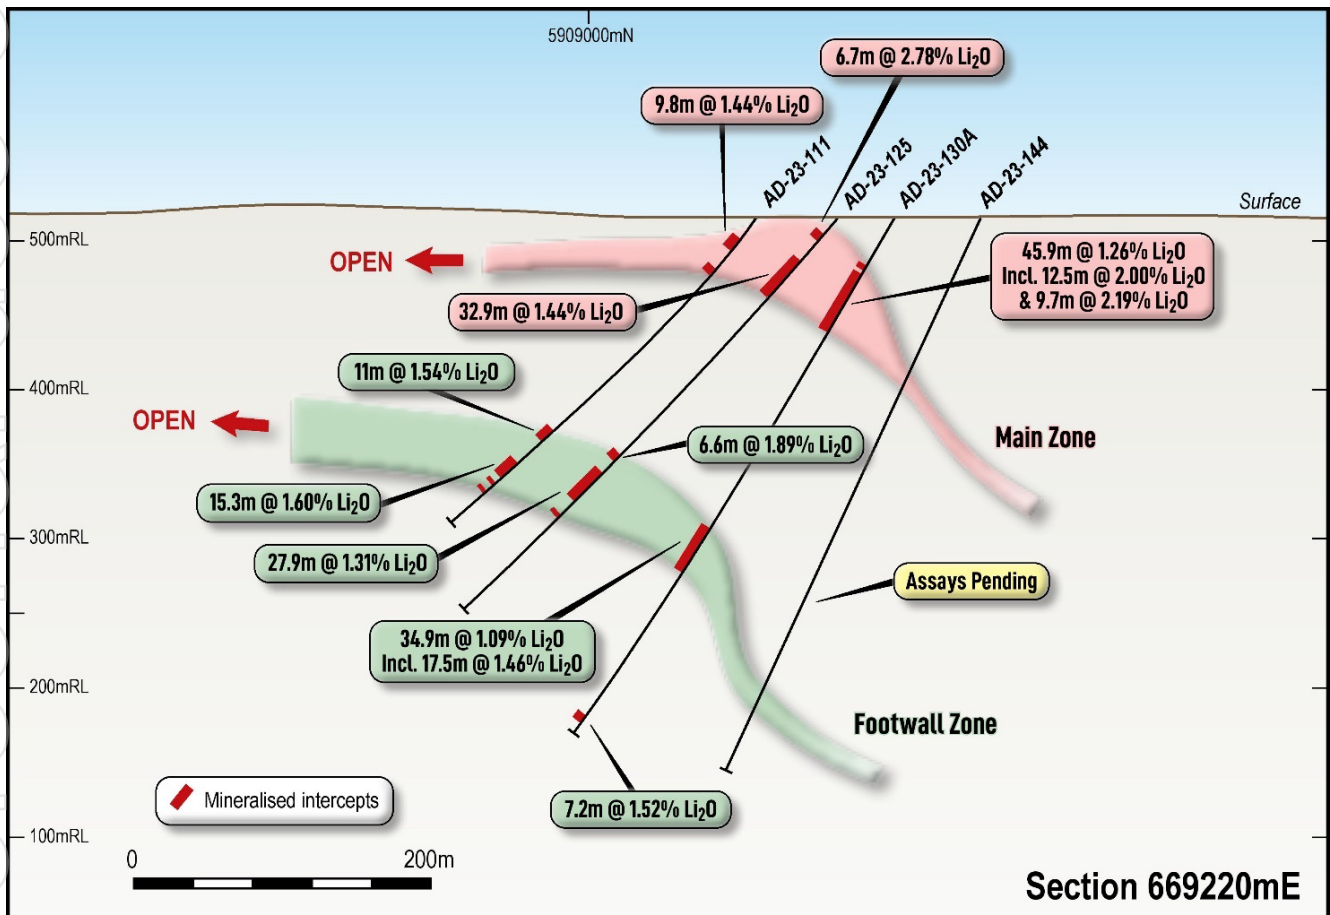 5909000mN
6.7m @ 2.78% Li₂O
9.8m @ 1.44% Li₂O
AD-23-111
AD-23-125
AD-23-130A
AD-23-144
Surface
500mRL
OPEN
45.9m @ 1.26% Li₂O
Incl. 12.5m @ 2.00% Li₂O
& 9.7m @ 2.19% Li₂O
32.9m @ 1.44% Li₂O
11m @ 1.54% Li₂O
400mRL
OPEN
Main Zone
6.6m @ 1.89% Li₂O
15.3m @ 1.60% Li₂O
300mRL
27.9m @ 1.31% Li₂O
Assays Pending
34.9m @ 1.09% Li₂O
Incl. 17.5m @ 1.46% Li₂O
200mRL
Footwall Zone
Mineralised intercepts
7.2m @ 1.52% Li₂O
100mRL
0
200m
Section 669220mE